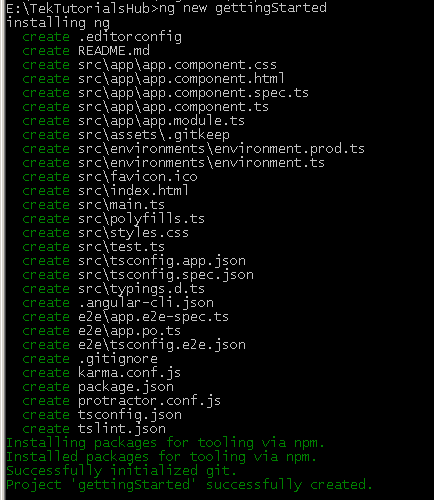 E:\TekTutorialsHub>ng new gettingStarted
installing ng
create .editorconfig
create README.md
create src\app\app.component.css
create src\app\app.component.html
create src\app\app.component.spec.ts
create src\app\app.component.ts
create src\app\app.module.ts
create src\assets\.gitkeep
create src\environments\environment.prod.ts
create src\environments\environment.ts
create src\favicon.ico
create src\index.html
create src\main.ts
create src\polyfills.ts
create src\styles.css
create src\test.ts
create src\tsconfig.app.json
create src\tsconfig.spec.json
create src\typings.d.ts
create .angular-cli.json
create e2e\app.e2e-spec.ts
create e2e\app.po.ts
create e2e\tsconfig.e2e.json
create .gitignore
create karma.conf.js
create package.json
create protractor.conf.js
create tsconfig.json
create tslint.json
Installing packages for tooling via npm.
Installed packages for tooling via npm.
Successfully initialized git.
Project 'gettingStarted' successfully created.